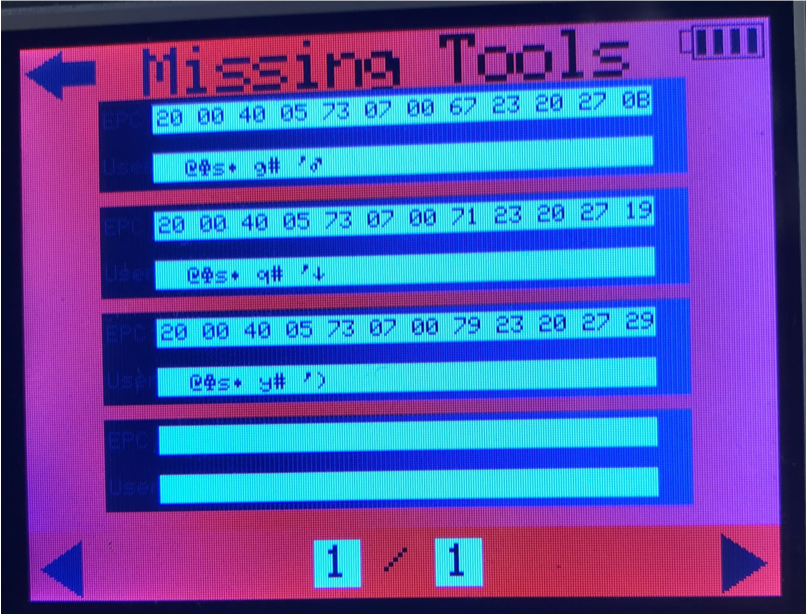 Missing Tools
EPC 20 00 40 05 73 07 00 67 23 20 27 0B
User @♣s• g# '♂
EPC 20 00 40 05 73 07 00 71 23 20 27 19
User @♣s• q# '↓
EPC 20 00 40 05 73 07 00 79 23 20 27 29
User @♣s• y# ')
EPC
User
1 / 1